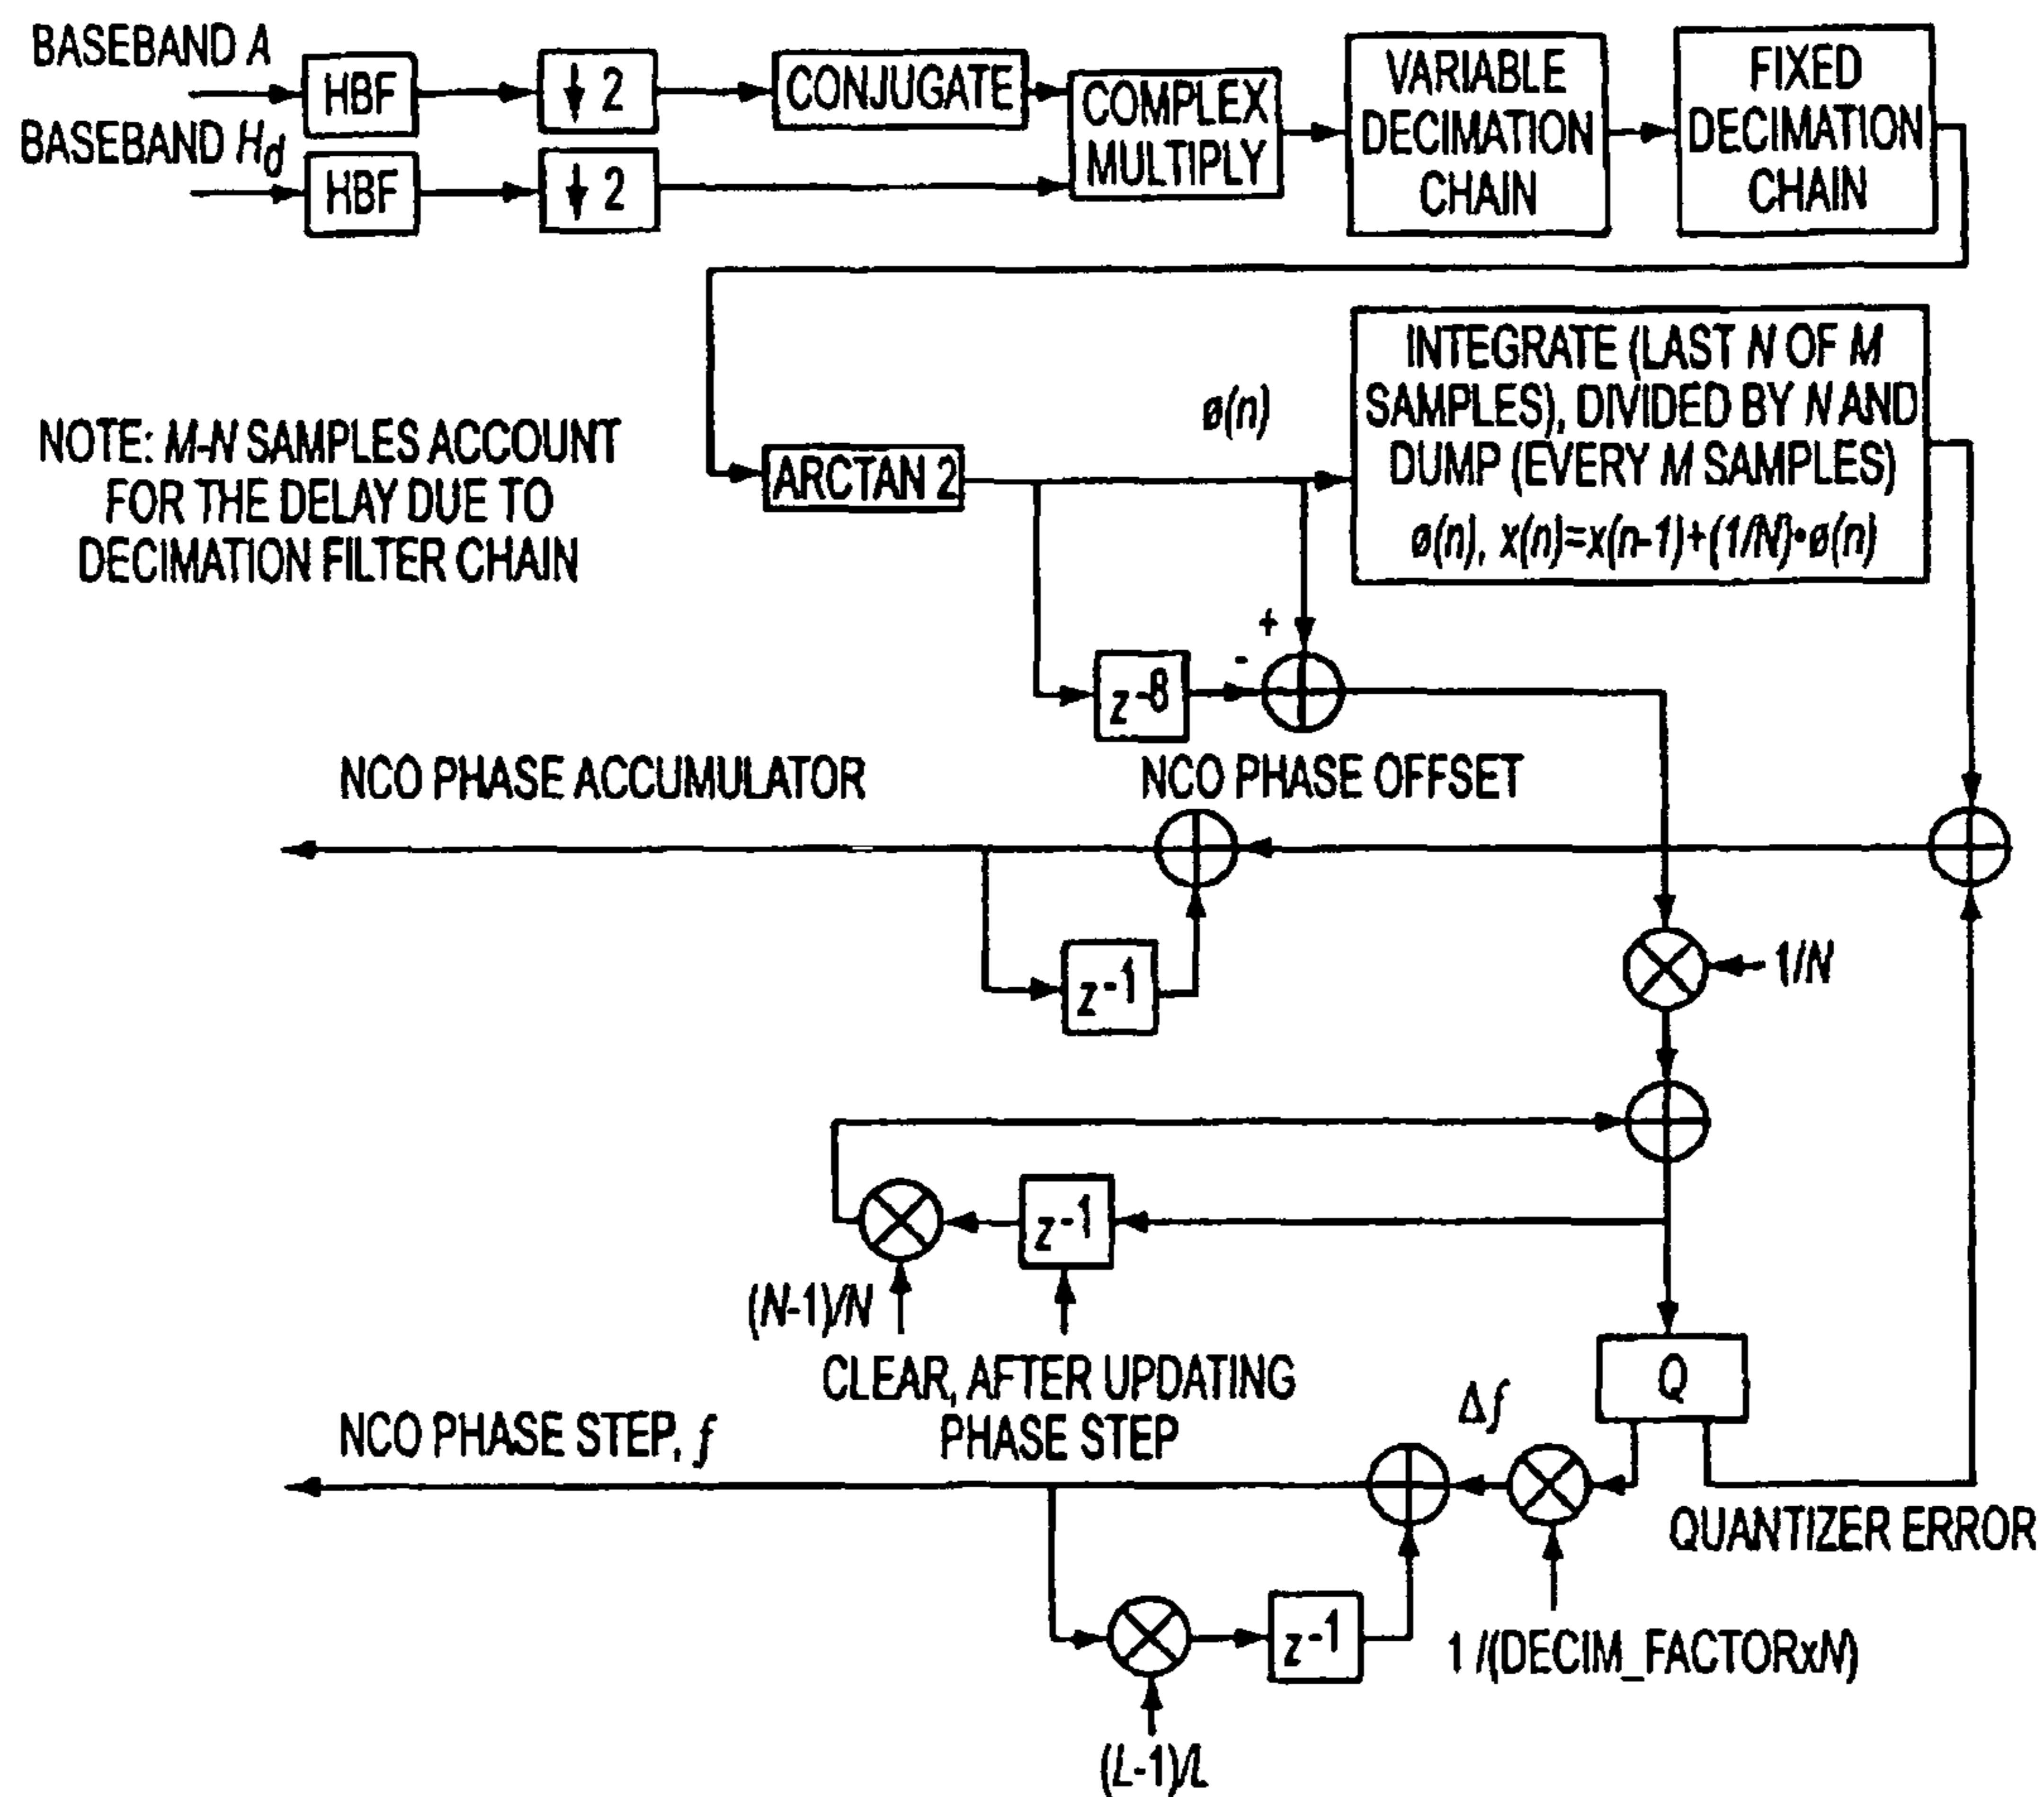 BASEBAND A
HBF
↓ 2
CONJUGATE
COMPLEX
MULTIPLY
VARIABLE
DECIMATION
CHAIN
FIXED
DECIMATION
CHAIN
BASEBAND Hd
HBF
↓ 2
NOTE: M-N SAMPLES ACCOUNT
FOR THE DELAY DUE TO
DECIMATION FILTER CHAIN
ARCTAN 2
ø(n)
INTEGRATE (LAST N OF M
SAMPLES), DIVIDED BY N AND
DUMP (EVERY M SAMPLES)
ø(n), x(n)=x(n-1)+(1/N)•ø(n)
+
-
z-8
NCO PHASE ACCUMULATOR
NCO PHASE OFFSET
z-1
1/N
z-1
(N-1)/N
CLEAR, AFTER UPDATING
PHASE STEP
Q
Δf
NCO PHASE STEP, f
QUANTIZER ERROR
z-1
1/(DECIM_FACTORxN)
(L-1)/L